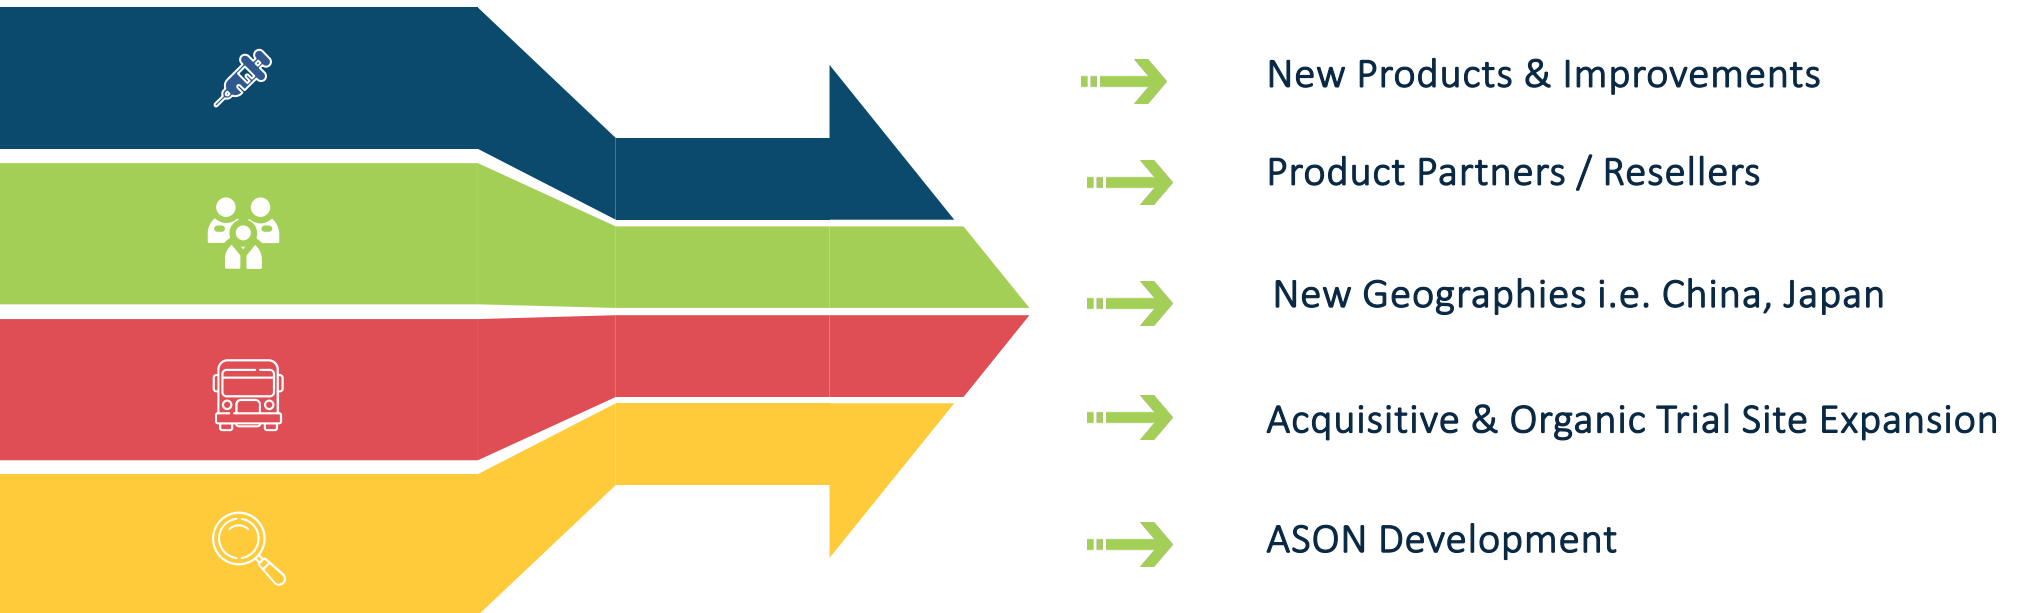 New Products & Improvements
Product Partners / Resellers
New Geographies i.e. China, Japan
Acquisitive & Organic Trial Site Expansion
ASON Development